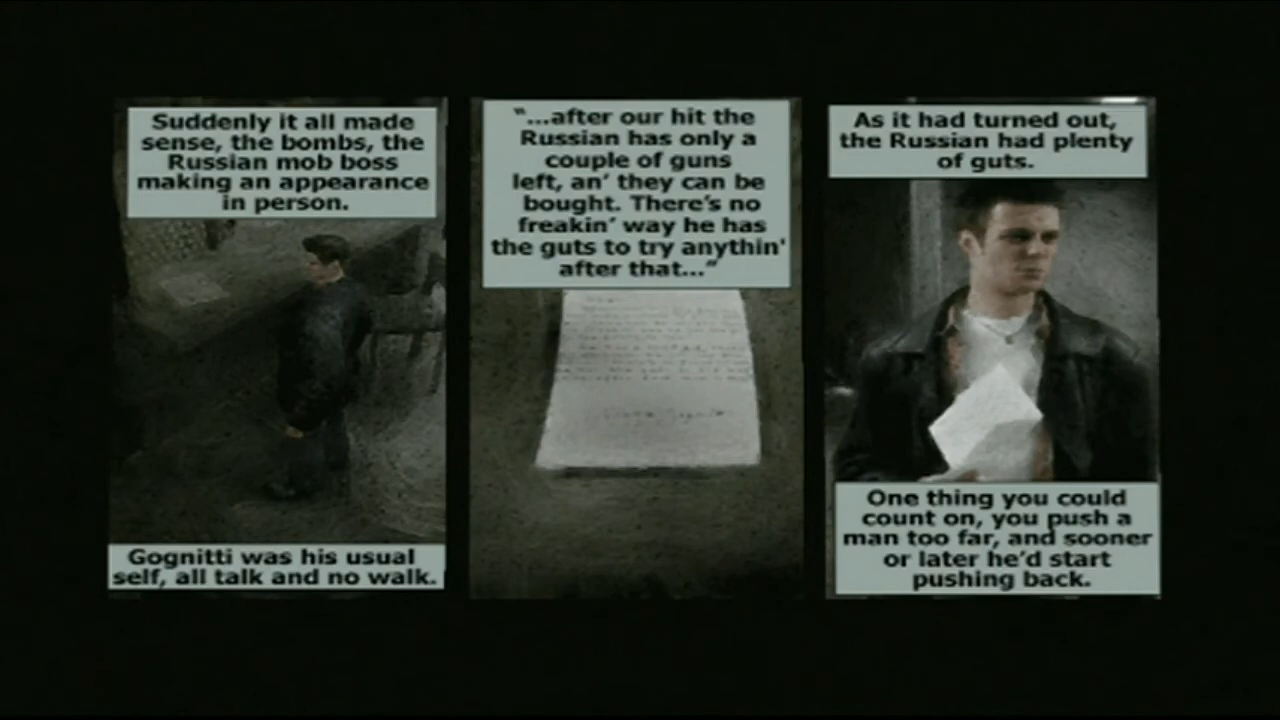 Suddenly it all made
sense, the bombs, the
Russian mob boss
making an appearance
in person.
Gognitti was his usual
self, all talk and no walk.
“...after our hit the
Russian has only a
couple of guns
left, an’ they can be
bought. There’s no
freakin’ way he has
the guts to try anythin'
after that...”
As it had turned out,
the Russian had plenty
of guts.
One thing you could
count on, you push a
man too far, and sooner
or later he’d start
pushing back.